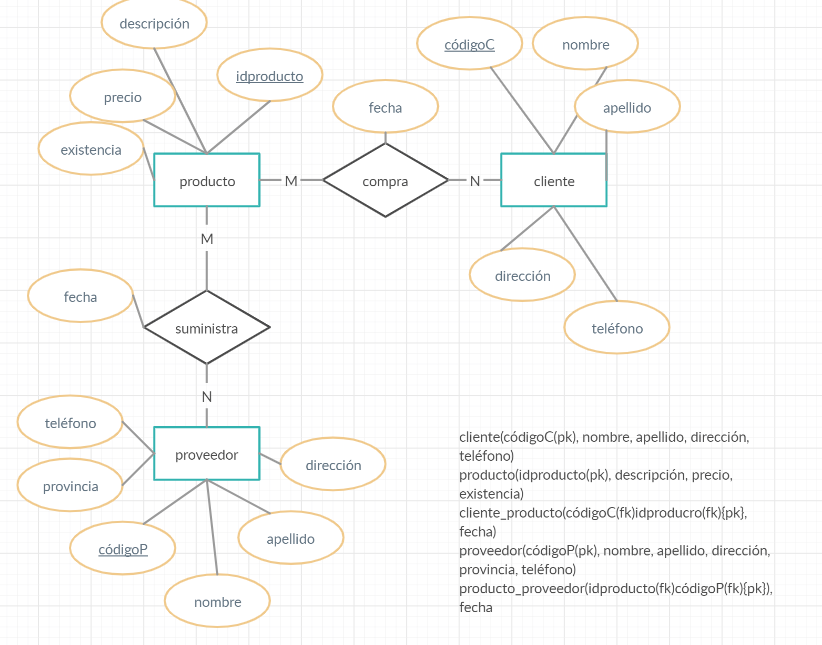 descripción
códigoC
nombre
idproducto
precio
fecha
apellido
existencia
producto
M
compra
N
cliente
M
dirección
fecha
suministra
teléfono
N
teléfono
proveedor
dirección
provincia
códigoP
apellido
nombre
cliente(códigoC(pk), nombre, apellido, dirección,
teléfono)
producto(idproducto(pk), descripción, precio,
existencia)
cliente_producto(códigoC(fk)idproducro(fk){pk},
fecha)
proveedor(códigoP(pk), nombre, apellido, dirección,
provincia, teléfono)
producto_proveedor(idproducto(fk)códigoP(fk){pk}),
fecha